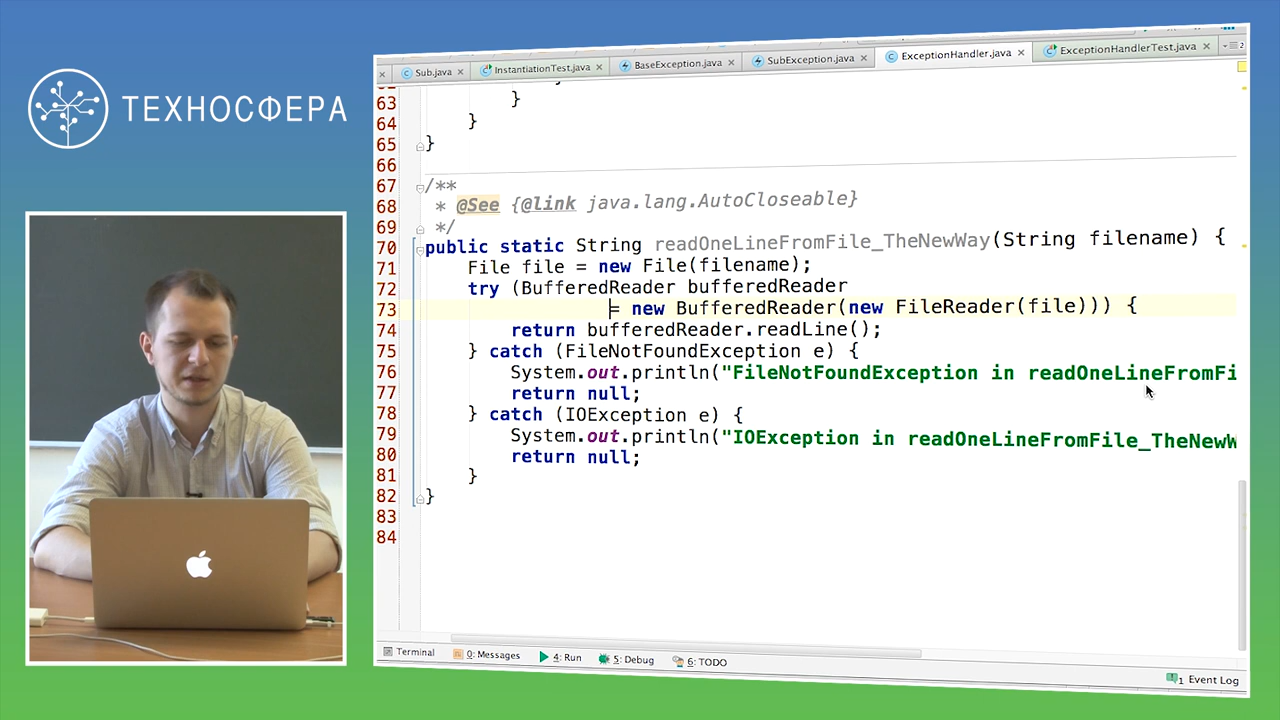 ТЕХНОСФЕРА
Sub.java InstantiationTest.java BaseException.java SubException.java ExceptionHandler.java ExceptionHandlerTest.java 2
63 }
64 }
65 }
66
67 /**
68 * @See {@link java.lang.AutoCloseable}
69 */
70 public static String readOneLineFromFile_TheNewWay(String filename) {
71 File file = new File(filename);
72 try (BufferedReader bufferedReader
73 = new BufferedReader(new FileReader(file))) {
74 return bufferedReader.readLine();
75 } catch (FileNotFoundException e) {
76 System.out.println("FileNotFoundException in readOneLineFromFi
77 return null;
78 } catch (IOException e) {
79 System.out.println("IOException in readOneLineFromFile_TheNewW
80 return null;
81 }
82 }
83
84
Terminal 0: Messages 4: Run 5: Debug 6: TODO
1 Event Log